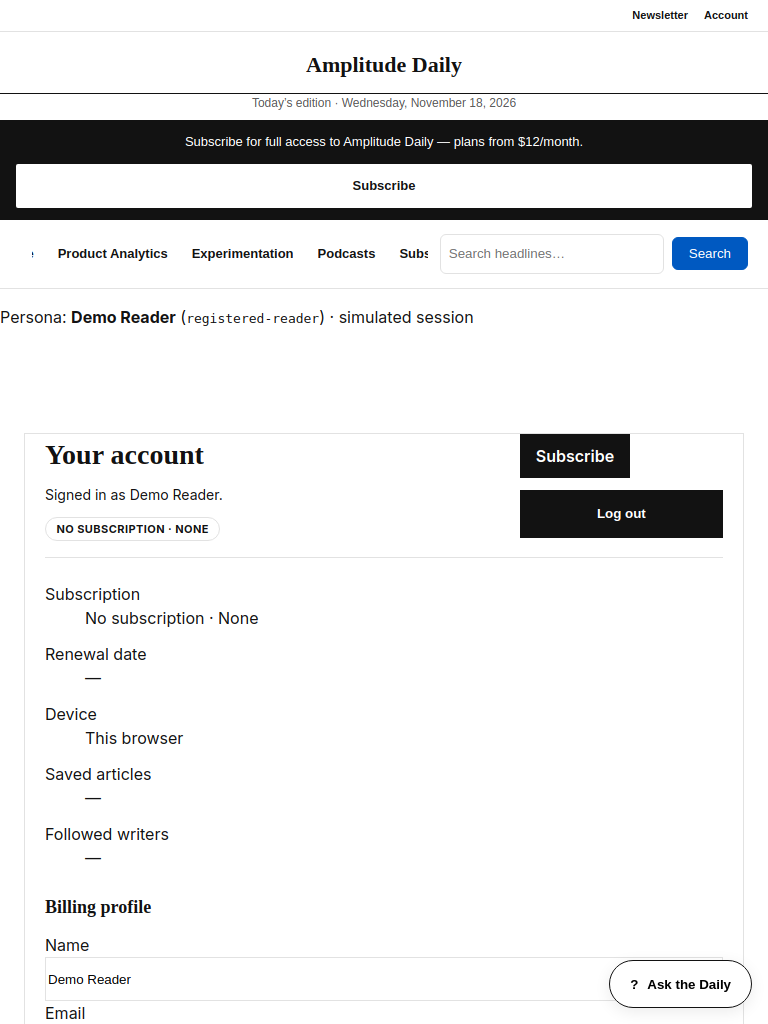 Newsletter Account
Amplitude Daily
Today's edition · Wednesday, November 18, 2026
Subscribe for full access to Amplitude Daily — plans from $12/month.
Subscribe
Product Analytics Experimentation Podcasts Subs Search headlines… Search
Persona: Demo Reader (registered-reader) · simulated session
Your account
Subscribe
Signed in as Demo Reader.
Log out
NO SUBSCRIPTION · NONE
Subscription
No subscription · None
Renewal date
—
Device
This browser
Saved articles
—
Followed writers
—
Billing profile
Name
Demo Reader
? Ask the Daily
Email